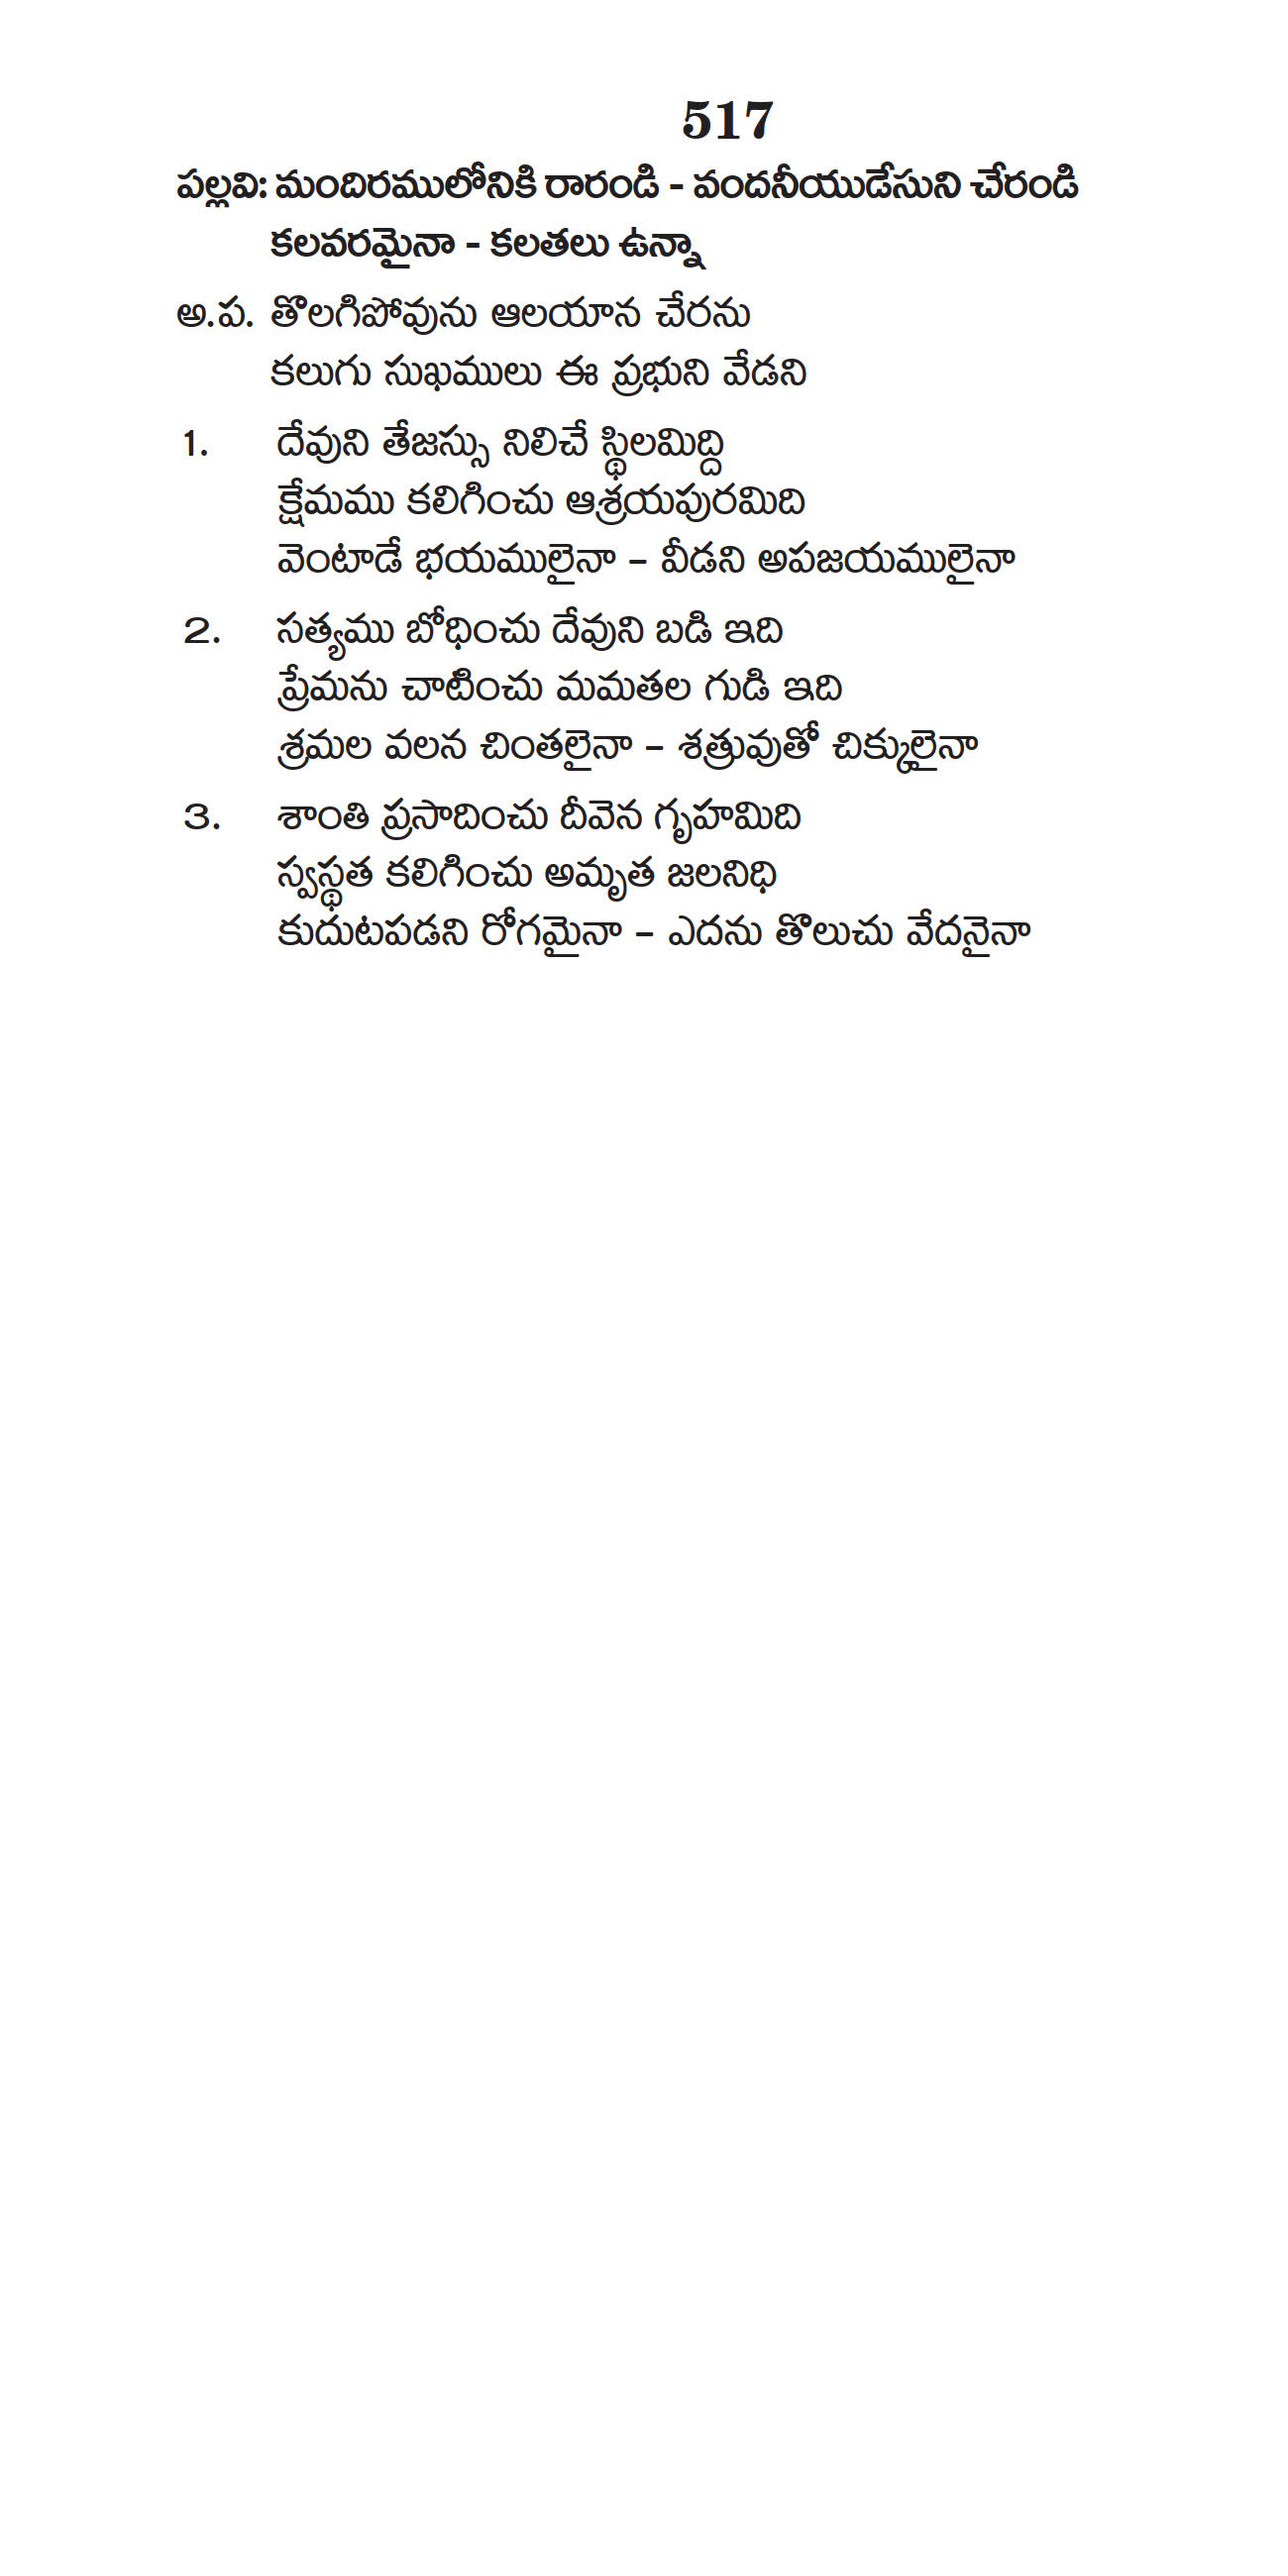 517
పల్లవి: మందిరములోనికి రారండి - వందనీయుడేసుని చేరండి
కలవరమైనా - కలతలు ఉన్నా
అ.ప. తొలగిపోవును ఆలయాన చేరను
కలుగు సుఖములు ఈ ప్రభుని వేడని
1. దేవుని తేజస్సు నిలిచే స్థిలమిద్ది
క్షేమము కలిగించు ఆశ్రయపురమిది
వెంటాడే భయములైనా – వీడని అపజయములైనా
2. సత్యము బోధించు దేవుని బడి ఇది
ప్రేమను చాటించు మమతల గుడి ఇది
శ్రమల వలన చింతలైనా – శత్రువుతో చిక్కులైనా
3. శాంతి ప్రసాదించు దీవెన గృహమిది
స్వస్థత కలిగించు అమృత జలనిధి
కుదుటపడని రోగమైనా – ఎదను తొలుచు వేదనైనా